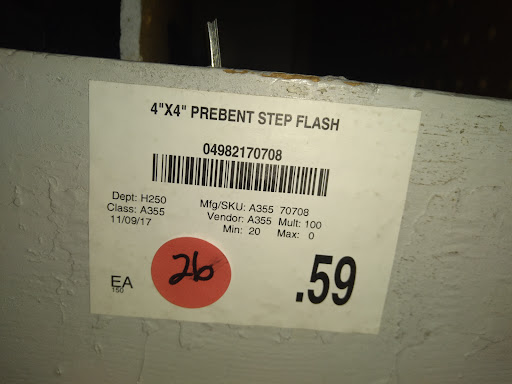 4"X4" PREBENT STEP FLASH
04982170708
Dept: H250 Mfg/SKU: A355 70708
Class: A355 Vendor: A355 Mult: 100
11/09/17 Min: 20 Max: 0
26
EA .59
150